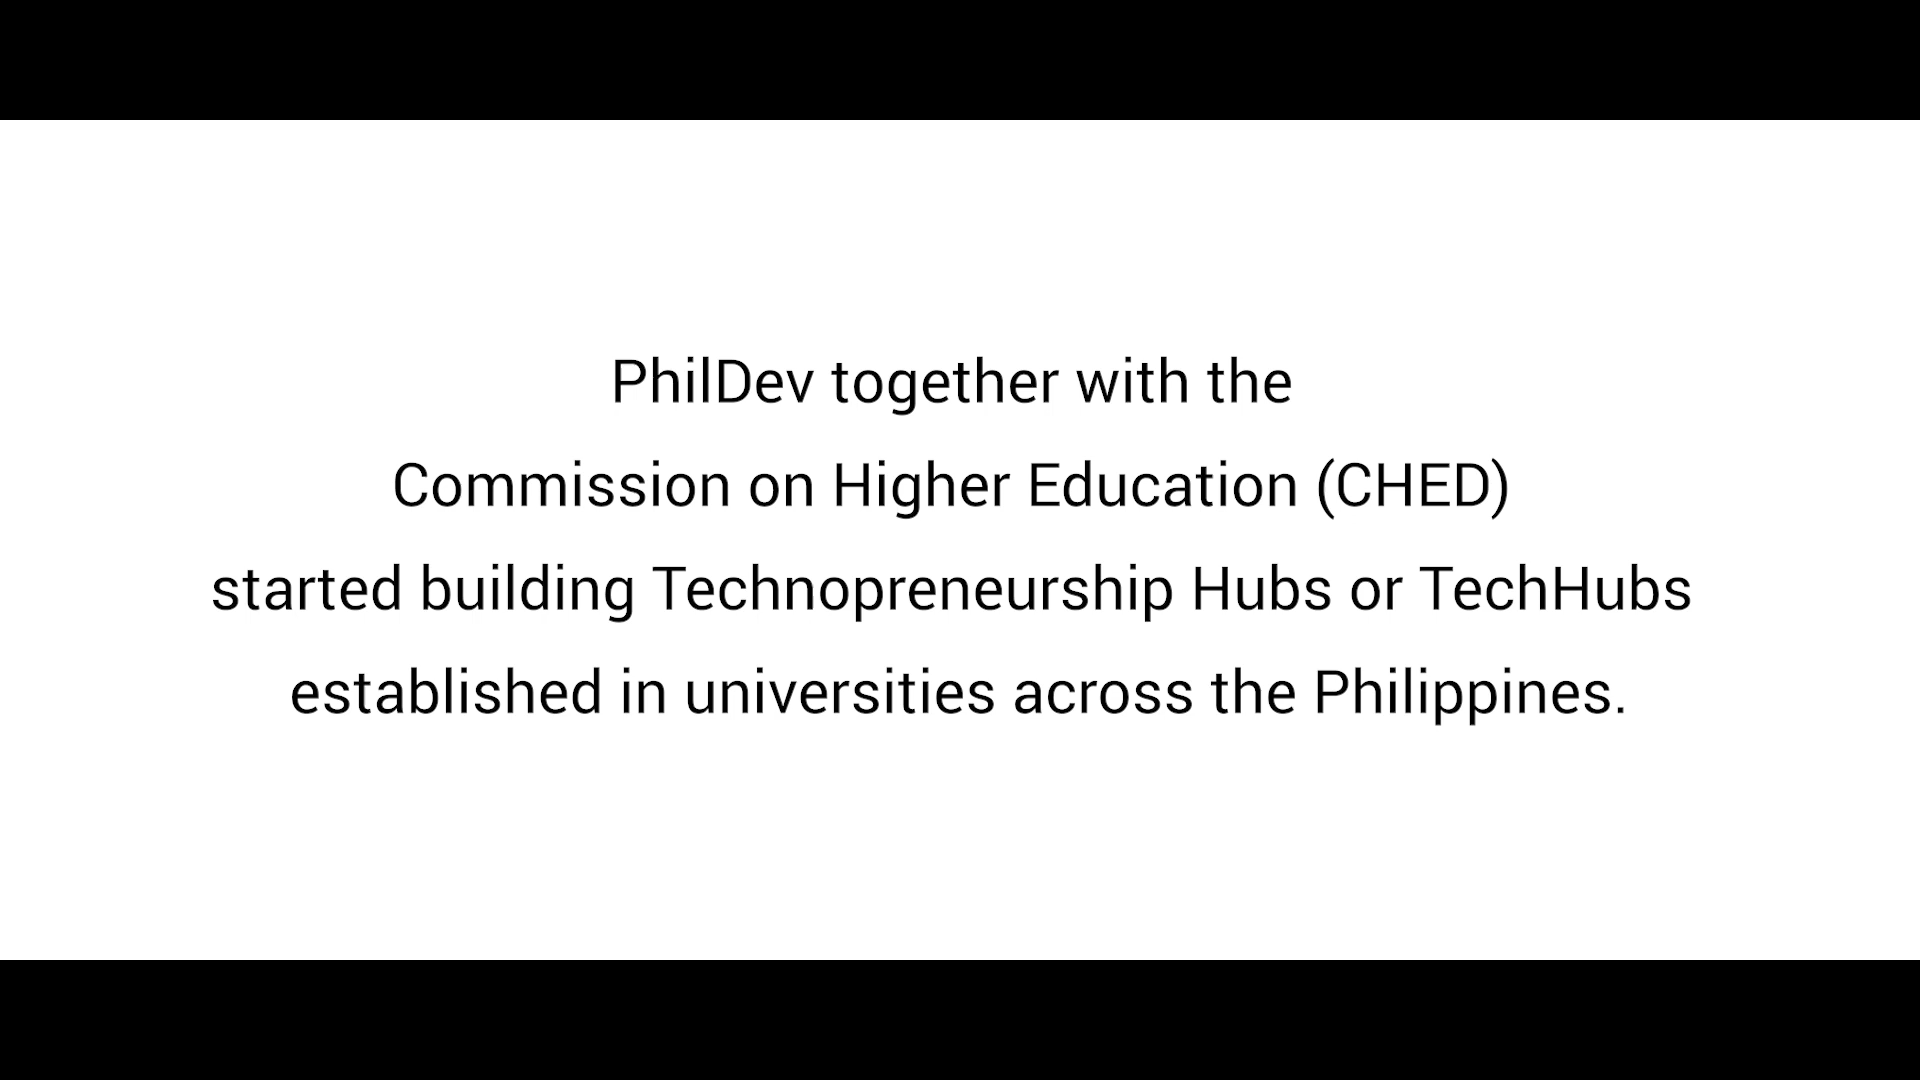 PhilDev together with the
Commission on Higher Education (CHED)
started building Technopreneurship Hubs or TechHubs
established in universities across the Philippines.